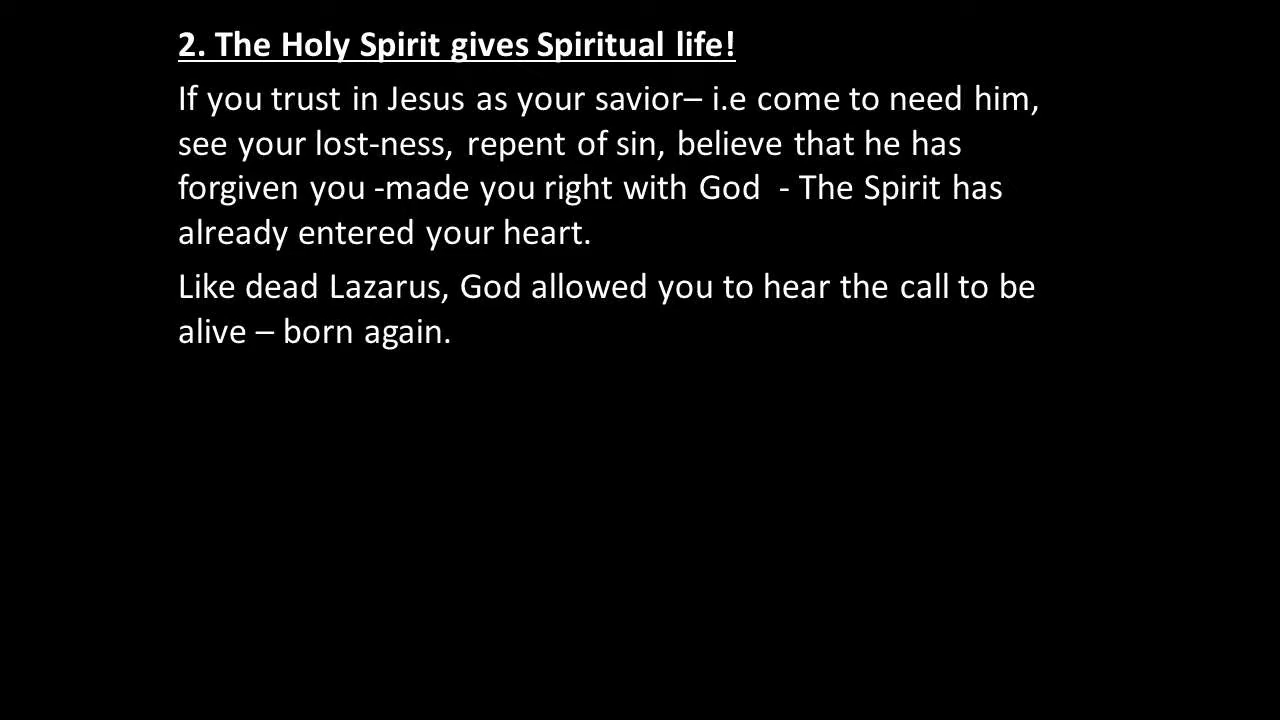 2. The Holy Spirit gives Spiritual life!
If you trust in Jesus as your savior– i.e come to need him,
see your lost-ness, repent of sin, believe that he has
forgiven you -made you right with God  - The Spirit has
already entered your heart.
Like dead Lazarus, God allowed you to hear the call to be
alive – born again.